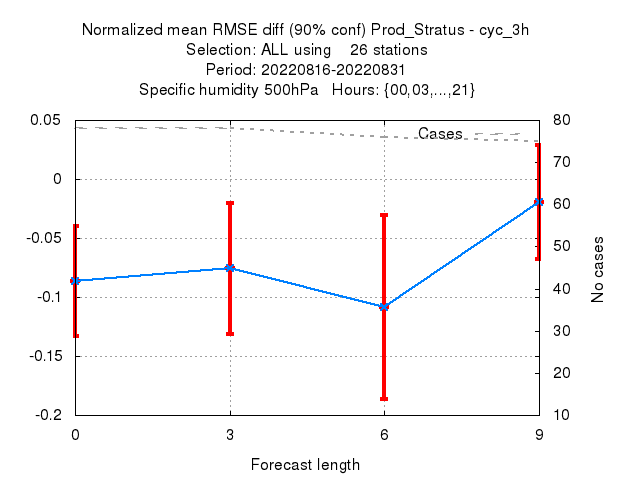 Normalized mean RMSE diff (90% conf) Prod_Stratus - cyc_3h
Selection: ALL using 26 stations
Period: 20220816-20220831
Specific humidity 500hPa Hours: {00,03,...,21}
0.05
0
-0.05
-0.1
-0.15
-0.2
Cases
80
70
60
50
40
30
20
10
No cases
0 3 6 9
Forecast length